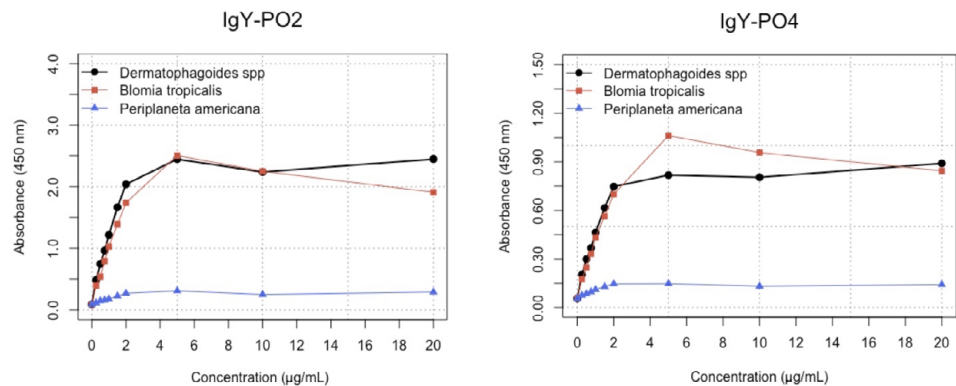 IgY-PO2
Absorbance (450 nm)
4.0
3.0
2.0
1.0
0.0
Dermatophagoides spp
Blomia tropicalis
Periplaneta americana
0 2 4 6 8 10 12 14 16 18 20
Concentration (µg/mL)
IgY-PO4
Absorbance (450 nm)
1.50
1.20
0.90
0.60
0.30
0.00
Dermatophagoides spp
Blomia tropicalis
Periplaneta americana
0 2 4 6 8 10 12 14 16 18 20
Concentration (µg/mL)